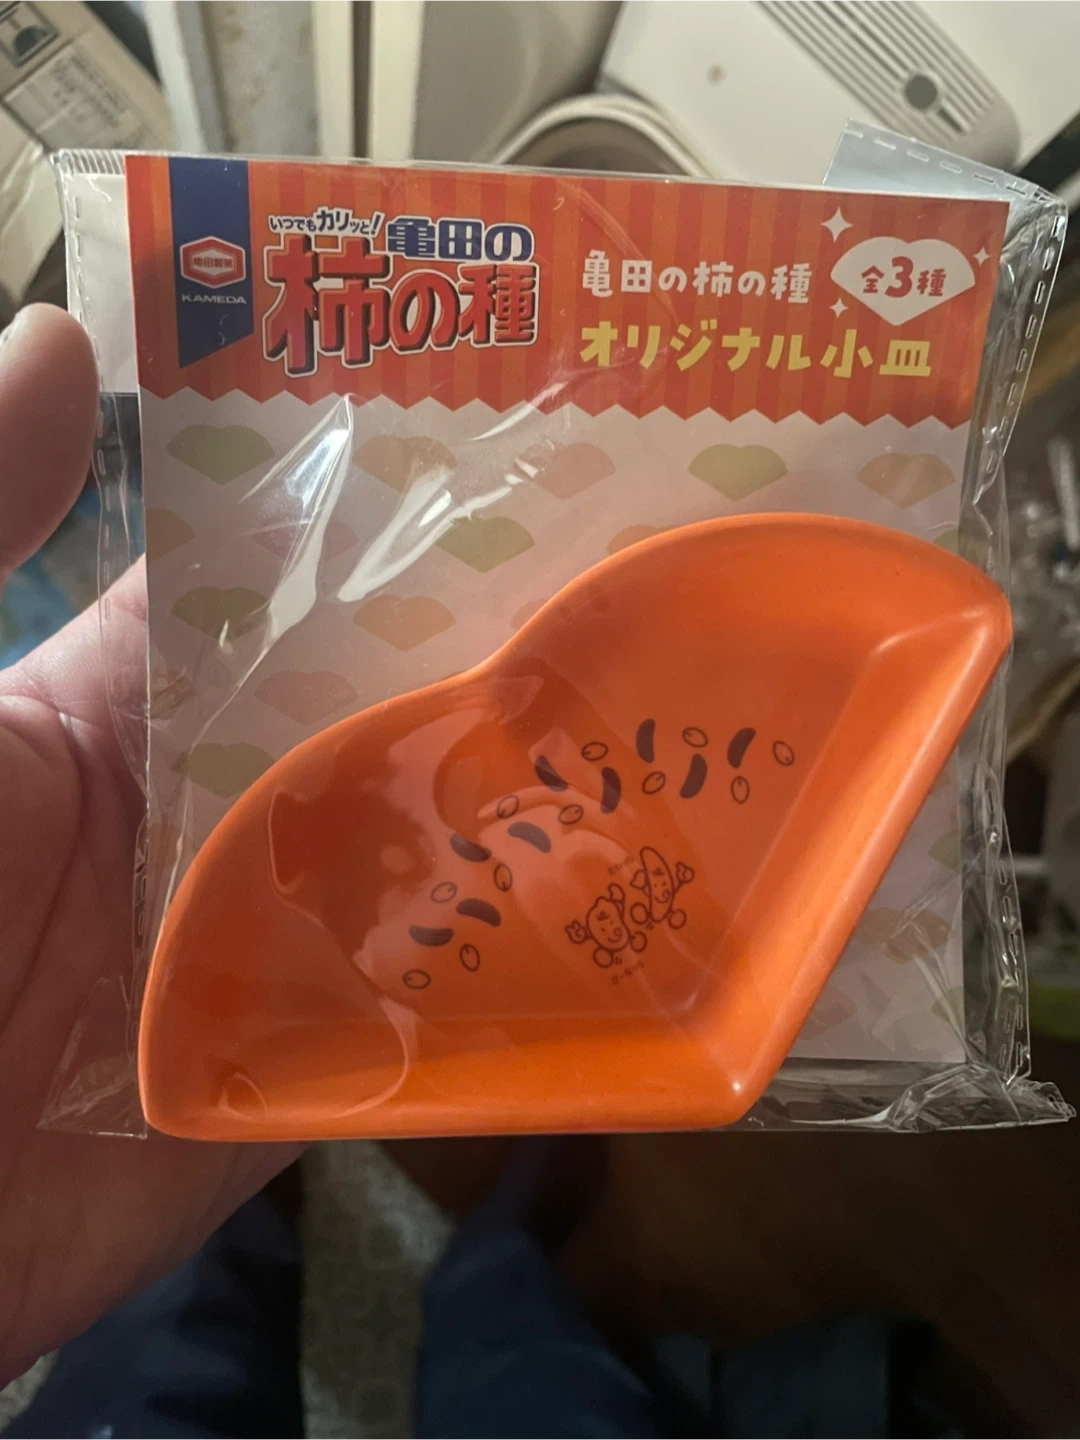 亀田製菓
KAMEDA
いつでもカリッと!
亀田の
柿の種
亀田の柿の種
オリジナル小皿
全3種